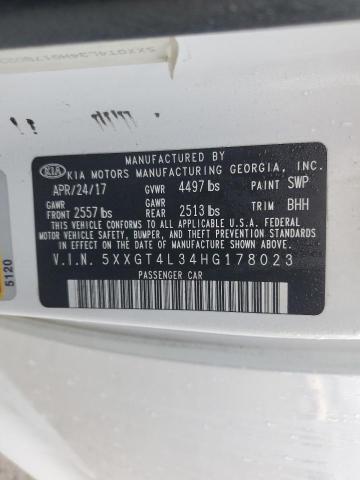 MANUFACTURED BY
KIA KIA MOTORS MANUFACTURING GEORGIA, INC.
APR/24/17 GVWR 4497 lbs PAINT SWP
GAWR FRONT 2557 lbs GAWR REAR 2513 lbs TRIM BHH
THIS VEHICLE CONFORMS TO ALL APPLICABLE U.S.A. FEDERAL
MOTOR VEHICLE SAFETY, BUMPER, AND THEFT PREVENTION
STANDARDS IN EFFECT ON THE DATE OF MANUFACTURE SHOWN ABOVE.
V.I.N. 5XXGT4L34HG178023
PASSENGER CAR
5120